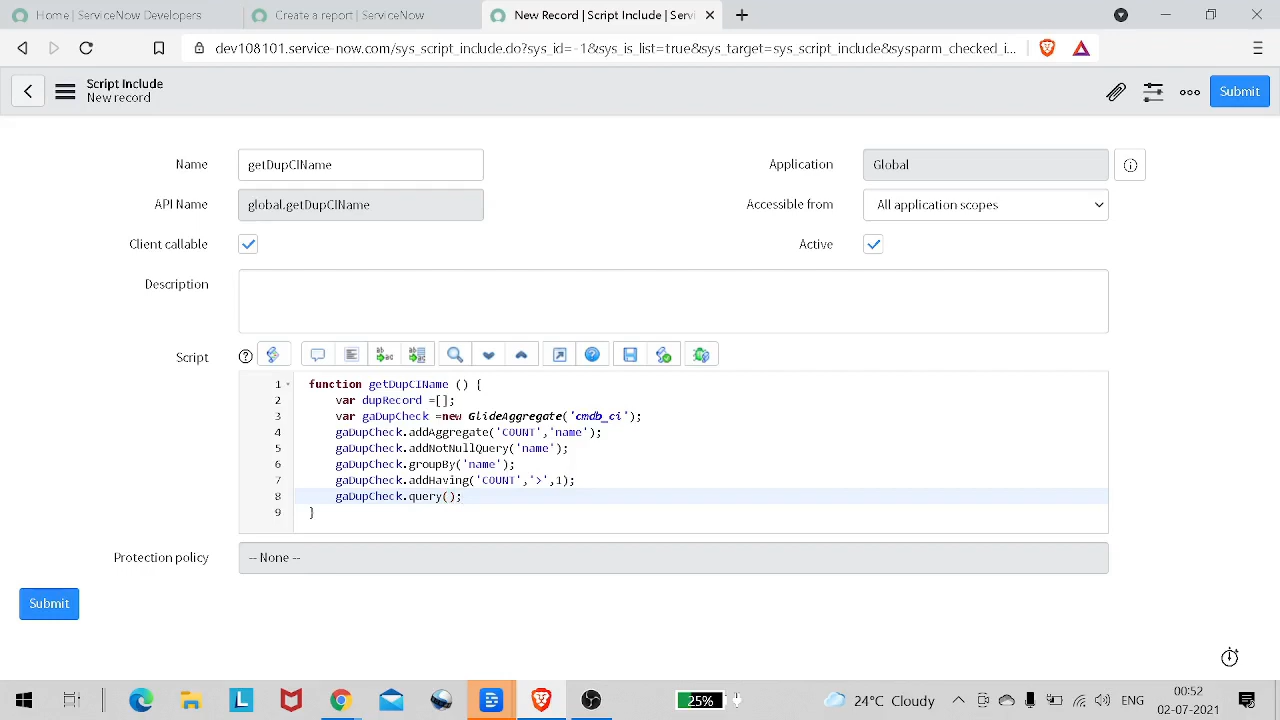 Home | ServiceNow Developers
Create a report | ServiceNow
New Record | Script Include | Servi
dev108101.service-now.com/sys_script_include.do?sys_id=-1&sys_is_list=true&sys_target=sys_script_include&sysparm_checked_i...
Script Include
New record
Submit
Name
getDupCIName
Application
Global
API Name
global.getDupCIName
Accessible from
All application scopes
Client callable
Active
Description
Script
1 function getDupCIName () {
2 var dupRecord =[];
3 var gaDupCheck =new GlideAggregate('cmdb_ci');
4 gaDupCheck.addAggregate('COUNT','name');
5 gaDupCheck.addNotNullQuery('name');
6 gaDupCheck.groupBy('name');
7 gaDupCheck.addHaving('COUNT','>',1);
8 gaDupCheck.query();
9 }
Protection policy
-- None --
Submit
25%
24°C Cloudy
ENG
00:52
02-07-2021